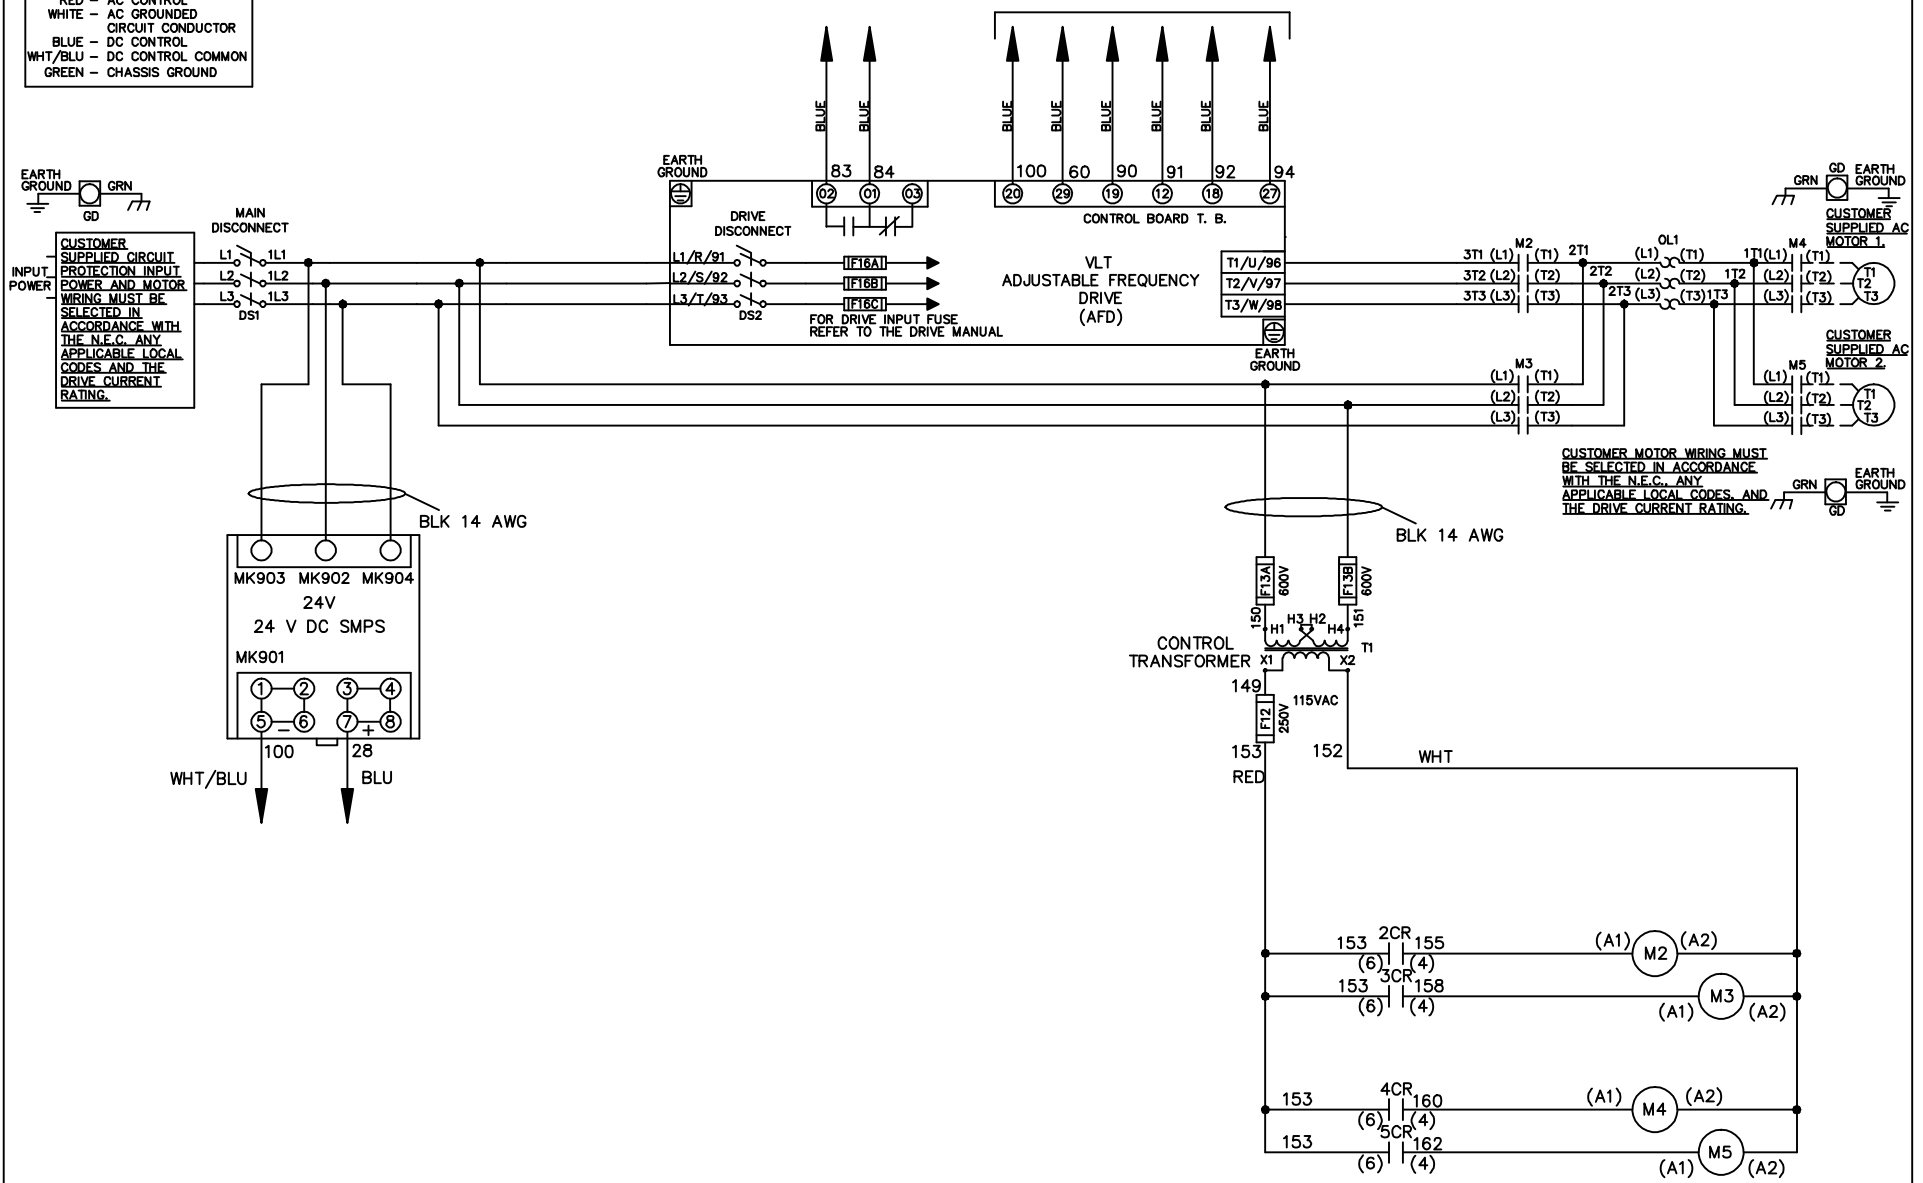 RED – AC CONTROL
WHITE – AC GROUNDED
CIRCUIT CONDUCTOR
BLUE – DC CONTROL
WHT/BLU – DC CONTROL COMMON
GREEN – CHASSIS GROUND
BLUE
BLUE
BLUE
BLUE
BLUE
BLUE
BLUE
BLUE
EARTH
GROUND
GRN
GD
EARTH
GROUND
83
84
02
01
03
100
60
90
91
92
94
20
29
19
12
18
27
CONTROL BOARD T. B.
GD
EARTH
GROUND
GRN
MAIN
DISCONNECT
DRIVE
DISCONNECT
INPUT
POWER
CUSTOMER
SUPPLIED CIRCUIT
PROTECTION INPUT
POWER AND MOTOR
WIRING MUST BE
SELECTED IN
ACCORDANCE WITH
THE N.E.C. ANY
APPLICABLE LOCAL
CODES AND THE
DRIVE CURRENT
RATING.
L1
1L1
L2
1L2
L3
1L3
DS1
L1/R/91
L2/S/92
L3/T/93
DS2
F16A
F16B
F16C
FOR DRIVE INPUT FUSE
REFER TO THE DRIVE MANUAL
VLT
ADJUSTABLE FREQUENCY
DRIVE
(AFD)
T1/U/96
T2/V/97
T3/W/98
EARTH
GROUND
M2
3T1 (L1) (T1) 2T1
3T2 (L2) (T2) 2T2
3T3 (L3) (T3) 2T3
OL1
(L1) (T1) 1T1
(L2) (T2) 1T2
(L3) (T3) 1T3
M4
(L1) (T1)
(L2) (T2)
(L3) (T3)
CUSTOMER
SUPPLIED AC
MOTOR 1.
T1
T2
T3
M3
(L1) (T1)
(L2) (T2)
(L3) (T3)
M5
(L1) (T1)
(L2) (T2)
(L3) (T3)
CUSTOMER
SUPPLIED AC
MOTOR 2.
T1
T2
T3
CUSTOMER MOTOR WIRING MUST
BE SELECTED IN ACCORDANCE
WITH THE N.E.C., ANY
APPLICABLE LOCAL CODES, AND
THE DRIVE CURRENT RATING.
EARTH
GROUND
GRN
GD
BLK 14 AWG
BLK 14 AWG
MK903 MK902 MK904
24V
24 V DC SMPS
MK901
1 2 3 4
5 6 7 8
– +
100
28
WHT/BLU
BLU
F13A
600V
F13B
600V
150
151
H1 H3 H2 H4
T1
CONTROL
TRANSFORMER
X1
X2
149
115VAC
F12
250V
153
152
RED
WHT
153 2CR 155
(6) (4)
(A1) M2 (A2)
153 3CR 158
(6) (4)
(A1) M3 (A2)
153 4CR 160
(6) (4)
(A1) M4 (A2)
153 5CR 162
(6) (4)
(A1) M5 (A2)